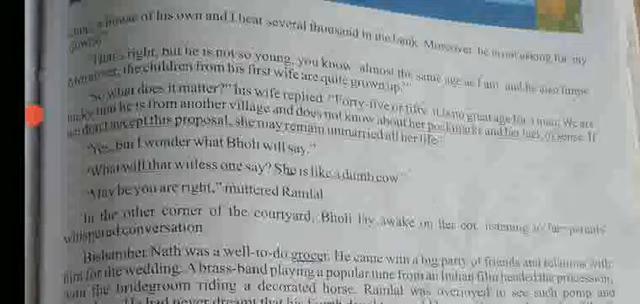 a house of his own and I hear several thousand in the bank. Moreover, he is not asking for any
dowry."
"That's right, but he is not so young, you know almost the same age as I am and he also limps.
Moreover, the children from his first wife are quite grown up."
"So what does it matter?" his wife replied. "Forty-five or fifty it is no great age for a man. We are
lucky that he is from another village and does not know about her pockmarks and her lack of sense. If
we don't accept this proposal, she may remain unmarried all her life."
"Yes, but I wonder what Bholi will say."
"What will that witless one say? She is like a dumb cow"
"May be you are right," muttered Ramlal
In the other corner of the courtyard, Bholi lay awake on her cot, listening to her parents'
whispered conversation
Bishamber Nath was a well-to-do grocer. He came with a big party of friends and relations with
him for the wedding. A brass-band playing a popular tune from an Indian film headed the procession,
with the bridegroom riding a decorated horse. Ramlal was overjoyed to see such pomp and
He had never dreamt that his